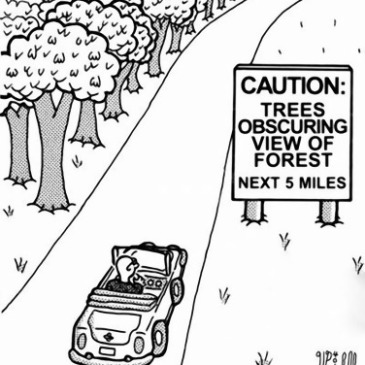 CAUTION:
TREES
OBSCURING
VIEW OF
FOREST
NEXT 5 MILES